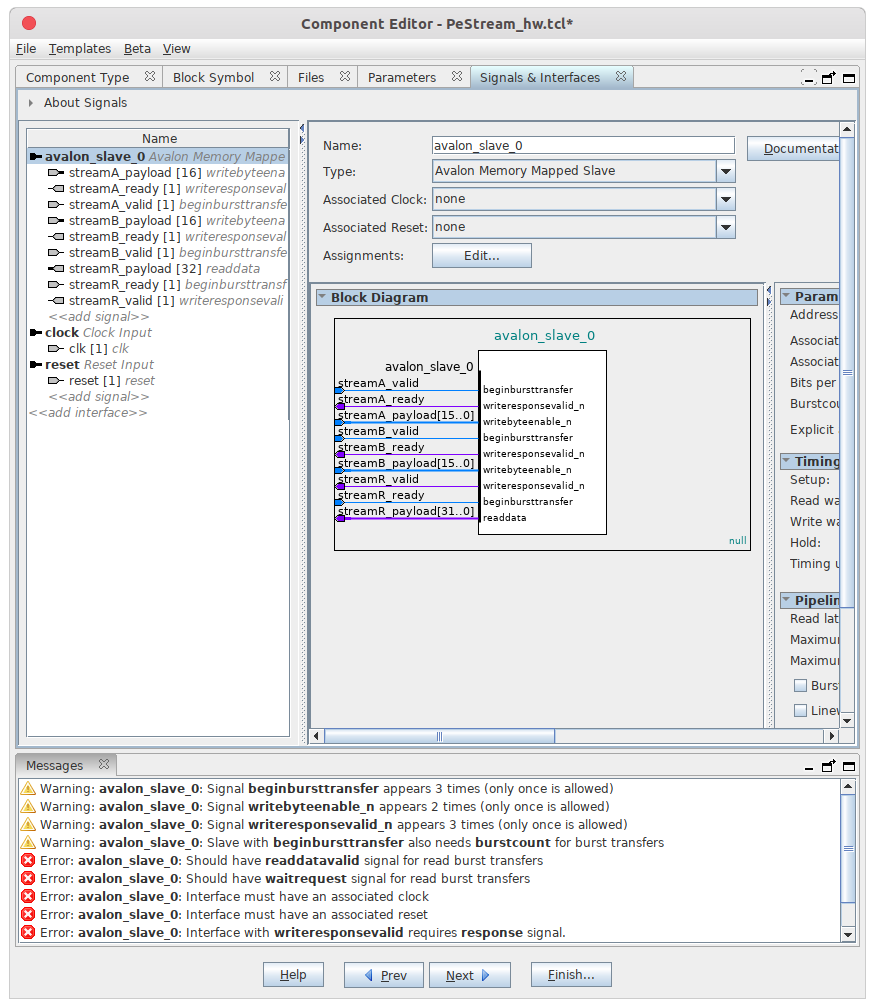 Component Editor - PeStream_hw.tcl*
File Templates Beta View
Component Type Block Symbol Files Parameters Signals & Interfaces
About Signals
Name
avalon_slave_0 Avalon Memory Mappe
streamA_payload [16] writebyteena
streamA_ready [1] writeresponseval
streamA_valid [1] beginbursttransfe
streamB_payload [16] writebyteena
streamB_ready [1] writeresponseval
streamB_valid [1] beginbursttransfe
streamR_payload [32] readdata
streamR_ready [1] beginbursttransf
streamR_valid [1] writeresponsevali
<<add signal>>
clock Clock Input
clk [1] clk
reset Reset Input
reset [1] reset
<<add signal>>
<<add interface>>
Name: avalon_slave_0 Documentat
Type: Avalon Memory Mapped Slave
Associated Clock: none
Associated Reset: none
Assignments: Edit...
Block Diagram
avalon_slave_0
avalon_slave_0
streamA_valid
beginbursttransfer
streamA_ready
writeresponsevalid_n
streamA_payload[15..0]
writebyteenable_n
streamB_valid
beginbursttransfer
streamB_ready
writeresponsevalid_n
streamB_payload[15..0]
writebyteenable_n
streamR_valid
writeresponsevalid_n
streamR_ready
beginbursttransfer
streamR_payload[31..0]
readdata
null
Param
Address
Associat
Associat
Bits per
Burstcou
Explicit
Timing
Setup:
Read wa
Write wa
Hold:
Timing u
Pipelin
Read lat
Maximu
Maximu
Burs
Linew
Messages
Warning: avalon_slave_0: Signal beginbursttransfer appears 3 times (only once is allowed)
Warning: avalon_slave_0: Signal writebyteenable_n appears 2 times (only once is allowed)
Warning: avalon_slave_0: Signal writeresponsevalid_n appears 3 times (only once is allowed)
Warning: avalon_slave_0: Slave with beginbursttransfer also needs burstcount for burst transfers
Error: avalon_slave_0: Should have readdatavalid signal for read burst transfers
Error: avalon_slave_0: Should have waitrequest signal for read burst transfers
Error: avalon_slave_0: Interface must have an associated clock
Error: avalon_slave_0: Interface must have an associated reset
Error: avalon_slave_0: Interface with writeresponsevalid requires response signal.
Help Prev Next Finish...